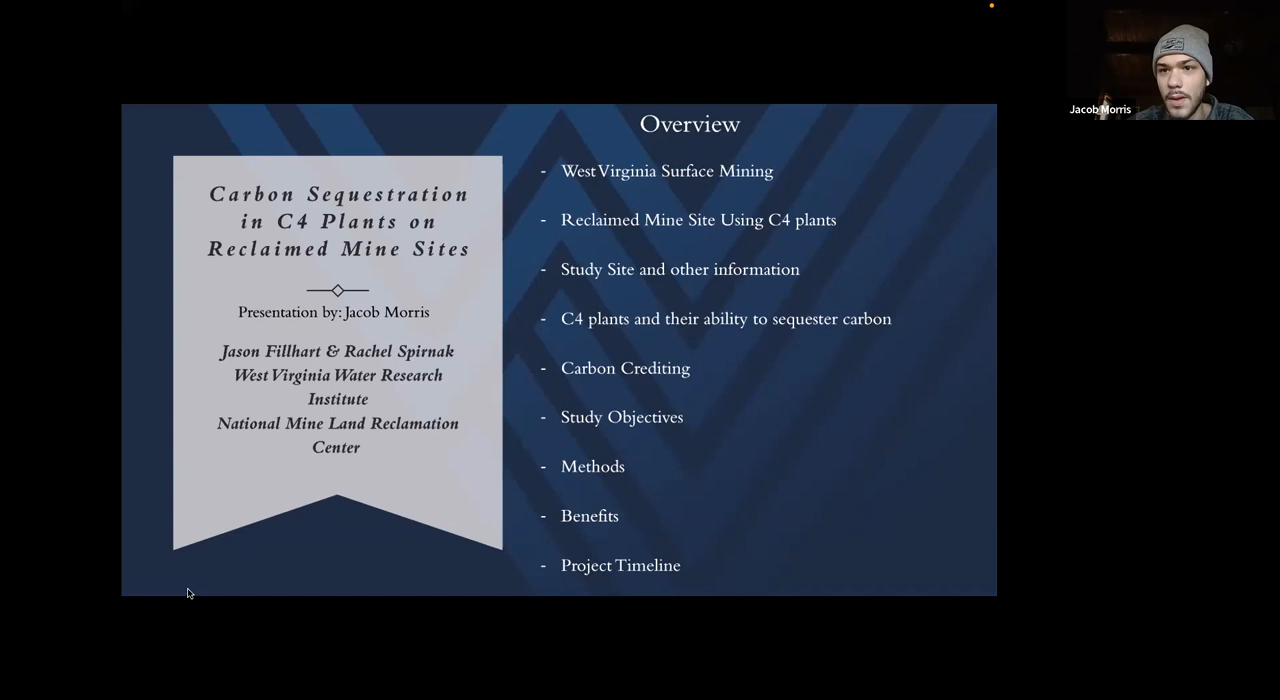 Overview
Carbon Sequestration
in C4 Plants on
Reclaimed Mine Sites
Presentation by: Jacob Morris
Jason Fillhart & Rachel Spirnak
West Virginia Water Research
Institute
National Mine Land Reclamation
Center
- West Virginia Surface Mining
- Reclaimed Mine Site Using C4 plants
- Study Site and other information
- C4 plants and their ability to sequester carbon
- Carbon Crediting
- Study Objectives
- Methods
- Benefits
- Project Timeline
Jacob Morris